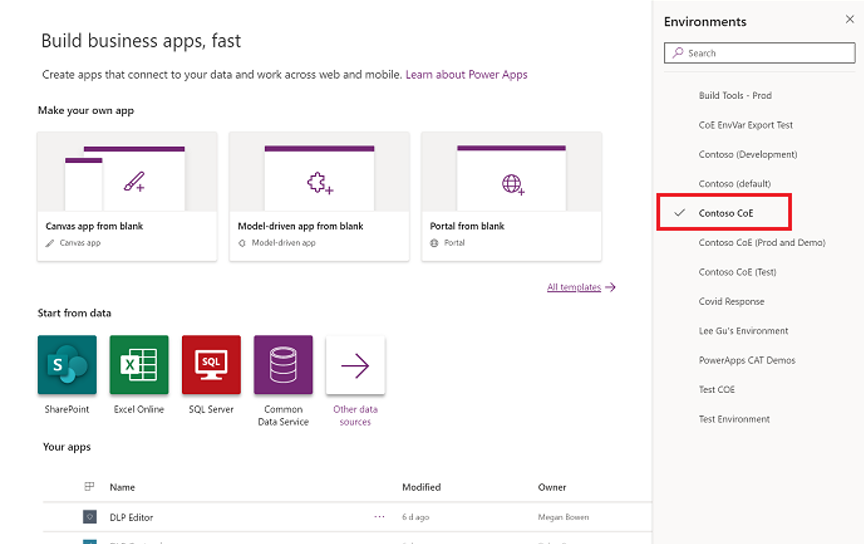 Build business apps, fast
Create apps that connect to your data and work across web and mobile. Learn about Power Apps
Make your own app
Canvas app from blank
Canvas app
Model-driven app from blank
Model-driven app
Portal from blank
Portal
All templates
Start from data
S
SharePoint
X
Excel Online
SQL
SQL Server
Common
Data Service
Other data
sources
Your apps
Name Modified Owner
DLP Editor ... 6 d ago Megan Bowen
Environments
Search
Build Tools - Prod
CoE EnvVar Export Test
Contoso (Development)
Contoso (default)
Contoso CoE
Contoso CoE (Prod and Demo)
Contoso CoE (Test)
Covid Response
Lee Gu's Environment
PowerApps CAT Demos
Test COE
Test Environment